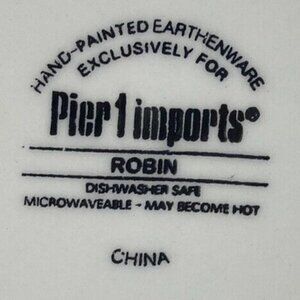 HAND-PAINTED EARTHENWARE
EXCLUSIVELY FOR
Pier 1 imports®
ROBIN
DISHWASHER SAFE
MICROWAVEABLE - MAY BECOME HOT
CHINA